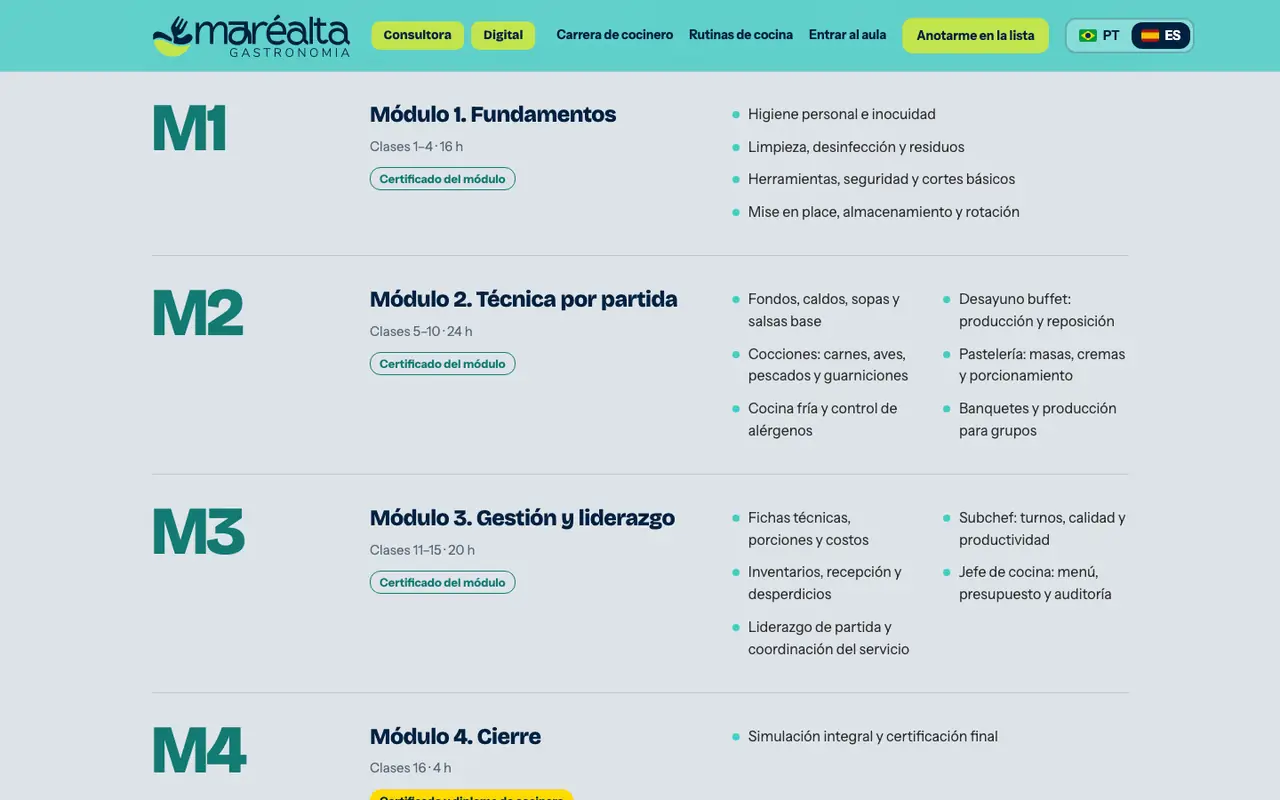 maréalta
GASTRONOMIA
Consultora
Digital
Carrera de cocinero
Rutinas de cocina
Entrar al aula
Anotarme en la lista
PT
ES
M1
Módulo 1. Fundamentos
Clases 1–4 · 16 h
Certificado del módulo
Higiene personal e inocuidad
Limpieza, desinfección y residuos
Herramientas, seguridad y cortes básicos
Mise en place, almacenamiento y rotación
M2
Módulo 2. Técnica por partida
Clases 5–10 · 24 h
Certificado del módulo
Fondos, caldos, sopas y
salsas base
Cocciones: carnes, aves,
pescados y guarniciones
Cocina fría y control de
alérgenos
Desayuno buffet:
producción y reposición
Pastelería: masas, cremas
y porcionamiento
Banquetes y producción
para grupos
M3
Módulo 3. Gestión y liderazgo
Clases 11–15 · 20 h
Certificado del módulo
Fichas técnicas,
porciones y costos
Inventarios, recepción y
desperdicios
Liderazgo de partida y
coordinación del servicio
Subchef: turnos, calidad y
productividad
Jefe de cocina: menú,
presupuesto y auditoría
M4
Módulo 4. Cierre
Clases 16 · 4 h
Certificado y diploma de cocinero
Simulación integral y certificación final